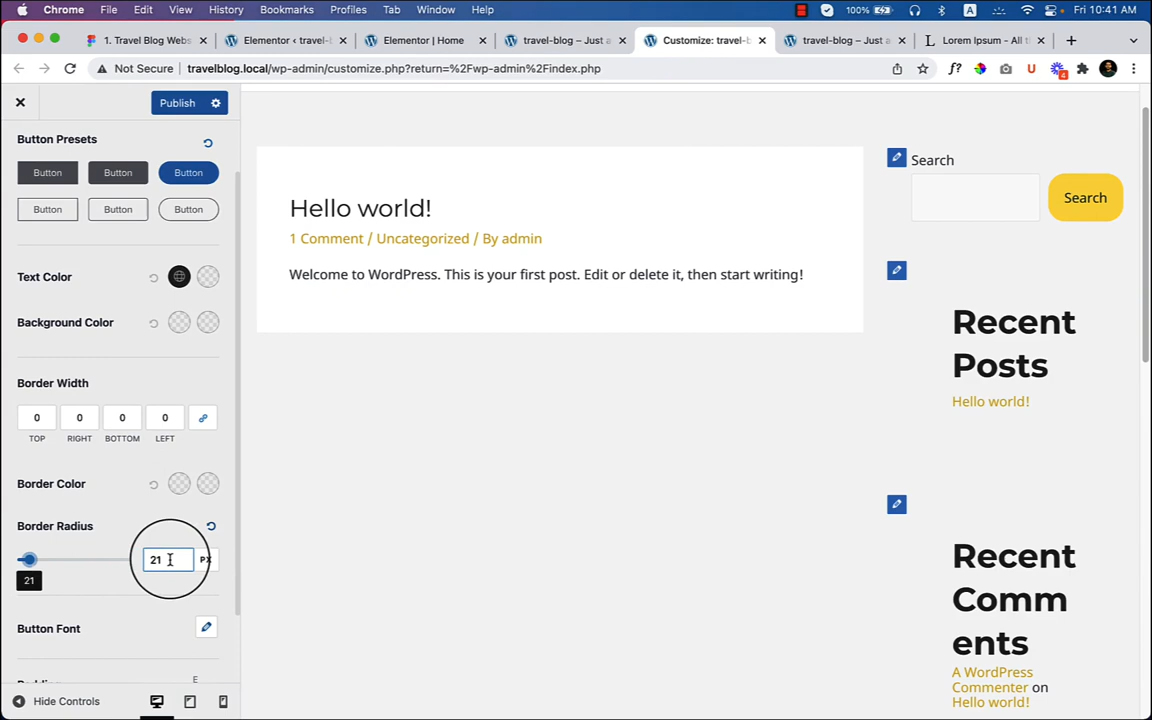 Chrome File Edit View History Bookmarks Profiles Tab Window Help 100% A Fri 10:41 AM
1. Travel Blog Webs Elementor ‹ travel- Elementor | Home travel-blog – Just a Customize: travel-b travel-blog – Just a Lorem Ipsum - All t
Not Secure travelblog.local/wp-admin/customize.php?return=%2Fwp-admin%2Findex.php f? U 4
Publish
Button Presets
Button Button Button
Button Button Button
Text Color
Background Color
Border Width
0 0 0 0
TOP RIGHT BOTTOM LEFT
Border Color
Border Radius
21 PX
21
Button Font
E
Hide Controls
Hello world!
1 Comment / Uncategorized / By admin
Welcome to WordPress. This is your first post. Edit or delete it, then start writing!
Search
Search
Recent
Posts
Hello world!
Recent
Comm
ents
A WordPress
Commenter on
Hello world!